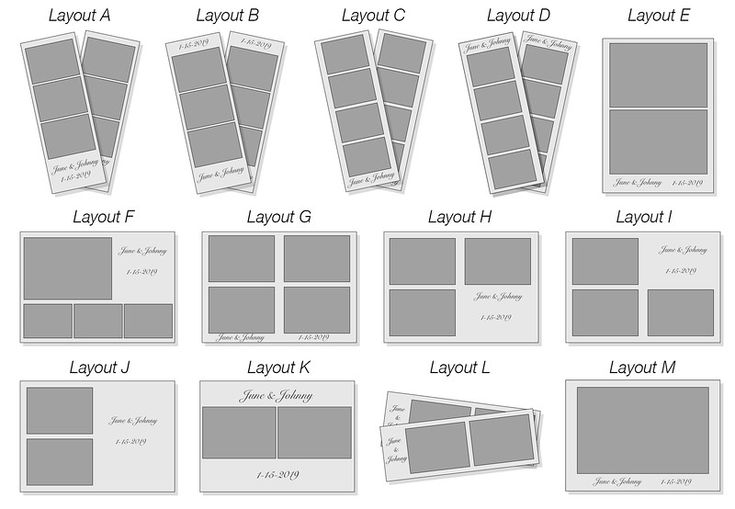 Layout A
Layout B
Layout C
Layout D
Layout E
June & Johnny
1-15-2019
1-15-2019
1-15-2019
June & Johnny
June & Johnny
June & Johnny
June & Johnny
June & Johnny 1-15-2019
Layout F
Layout G
Layout H
Layout I
June & Johnny
1-15-2019
June & Johnny 1-15-2019
June & Johnny
1-15-2019
June & Johnny
1-15-2019
Layout J
Layout K
Layout L
Layout M
June & Johnny
1-15-2019
June & Johnny
1-15-2019
June &
June &
Johnny
June & Johnny 1-15-2019